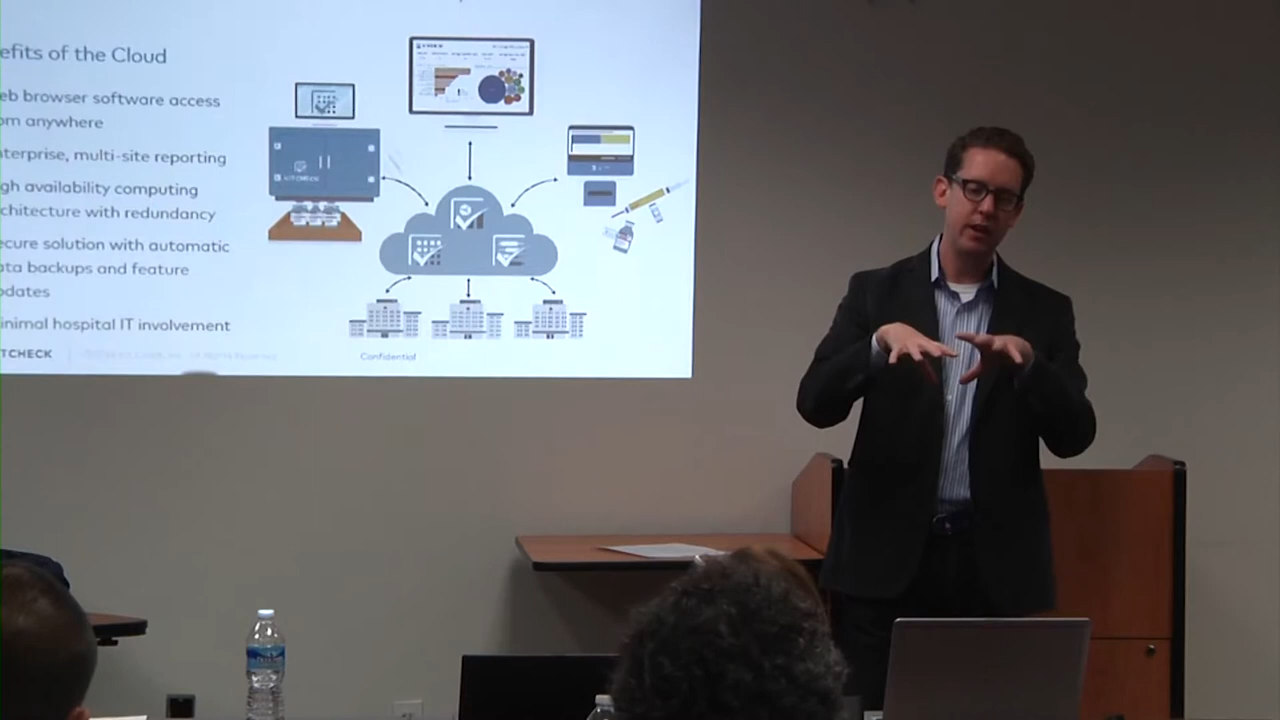 efits of the Cloud
eb browser software access
om anywhere
nterprise, multi-site reporting
gh availability computing
chitecture with redundancy
ecure solution with automatic
ata backups and feature
pdates
inimal hospital IT involvement
TCHECK
Confidential